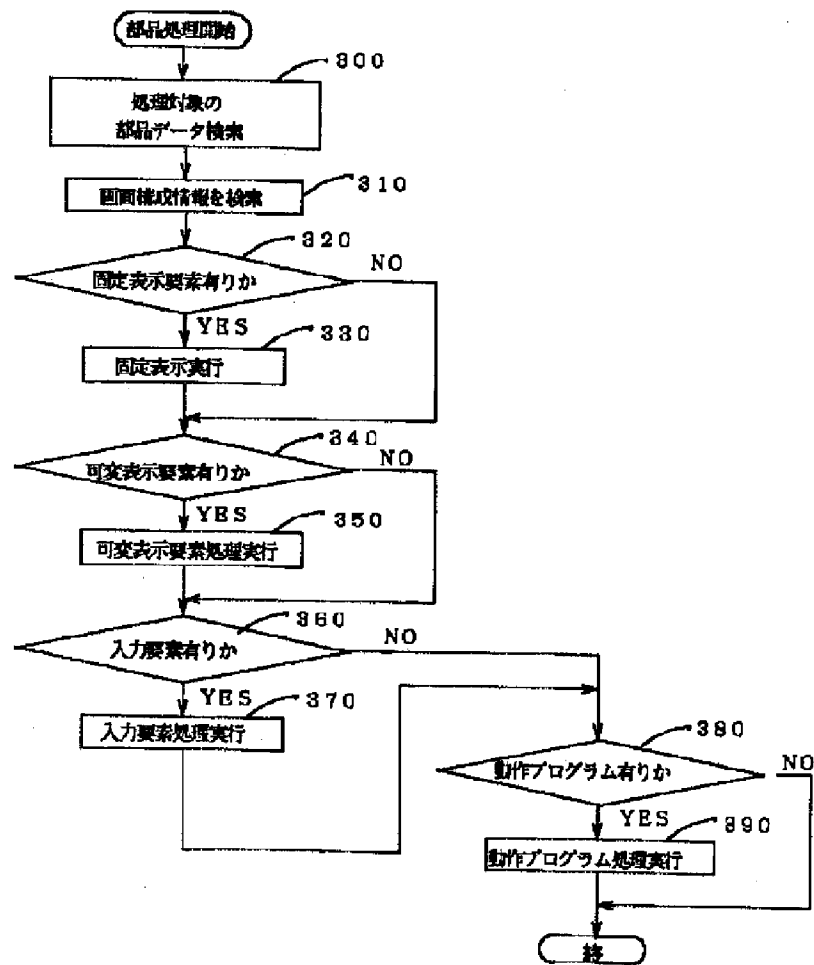 部品処理開始
300
処理対象の
部品データ検索
310
画面構成情報を検索
320
固定表示要素有りか
NO
YES
330
固定表示実行
340
可変表示要素有りか
NO
YES
350
可変表示要素処理実行
360
入力要素有りか
NO
YES
370
入力要素処理実行
380
動作プログラム有りか
NO
YES
390
動作プログラム処理実行
終